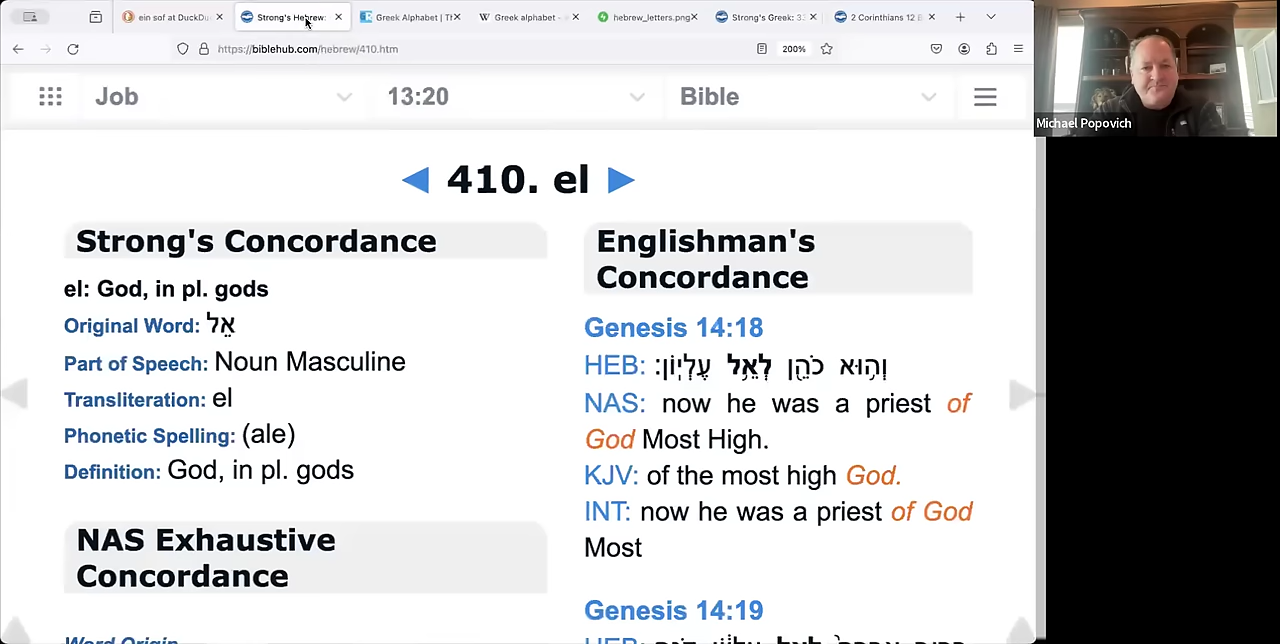 ein sof at DuckDu
Strong's Hebrew:
Greek Alphabet | Th
Greek alphabet -
hebrew_letters.png
Strong's Greek: 3
2 Corinthians 12
https://biblehub.com/hebrew/410.htm
200%
Job
13:20
Bible
Michael Popovich
410. el
Strong's Concordance
el: God, in pl. gods
Original Word: אֵל
Part of Speech: Noun Masculine
Transliteration: el
Phonetic Spelling: (ale)
Definition: God, in pl. gods
NAS Exhaustive
Concordance
Word Origin
Englishman's
Concordance
Genesis 14:18
HEB: וְה֥וּא כֹהֵ֖ן לְאֵ֥ל עֶלְיֽוֹן׃
NAS: now he was a priest of
God Most High.
KJV: of the most high God.
INT: now he was a priest of God
Most
Genesis 14:19
HEB: